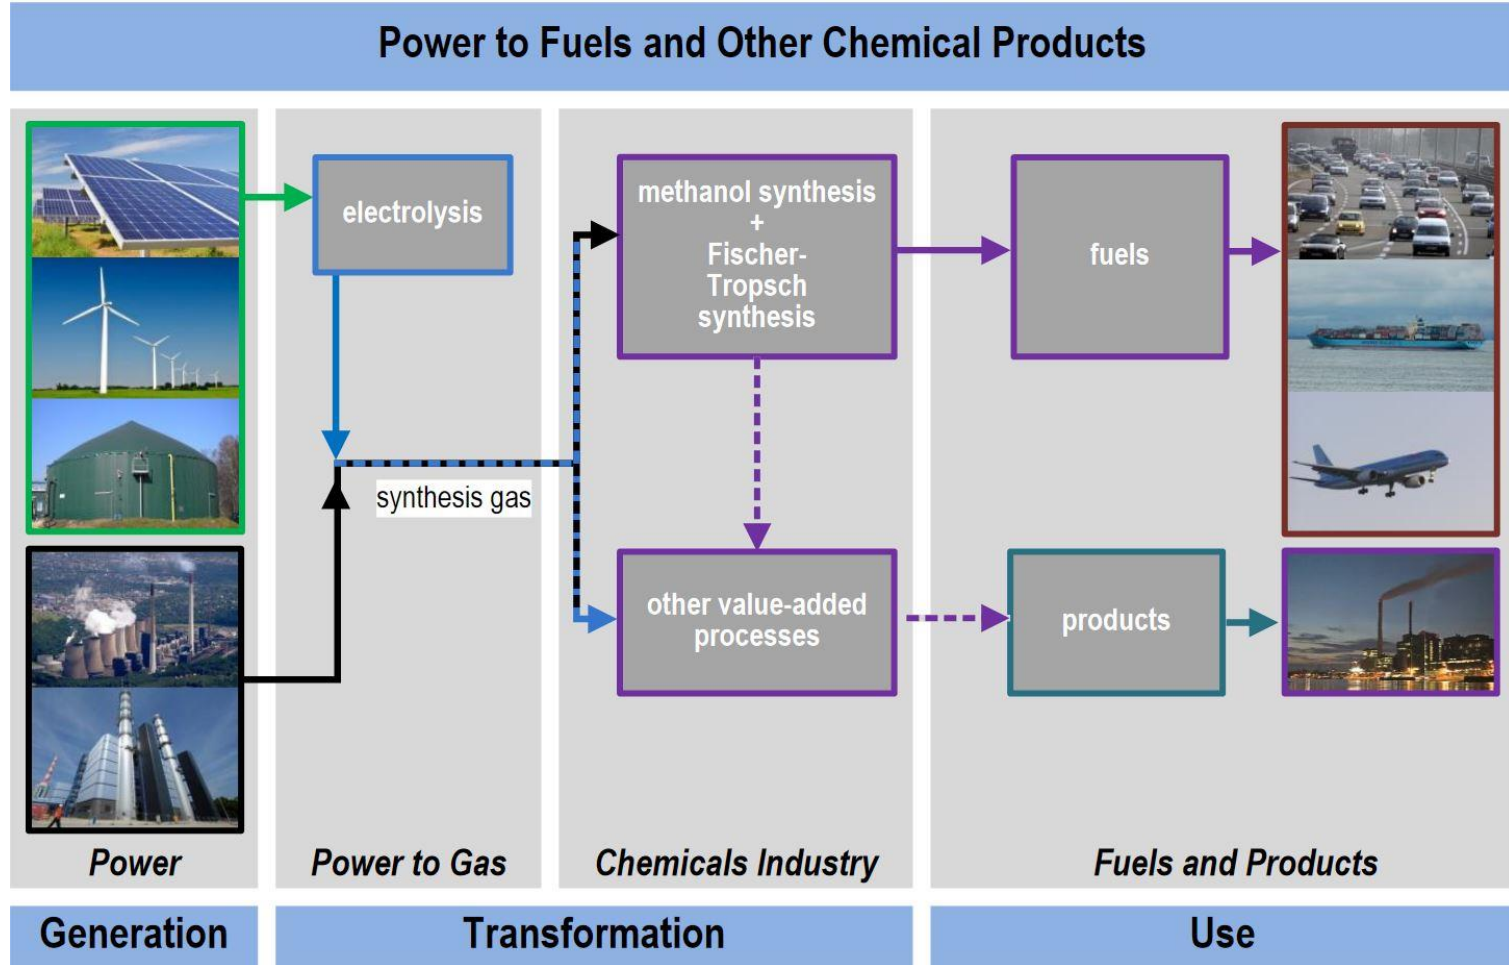 Power to Fuels and Other Chemical Products
electrolysis
synthesis gas
methanol synthesis
+
Fischer-
Tropsch
synthesis
other value-added
processes
fuels
products
Power
Power to Gas
Chemicals Industry
Fuels and Products
Generation
Transformation
Use